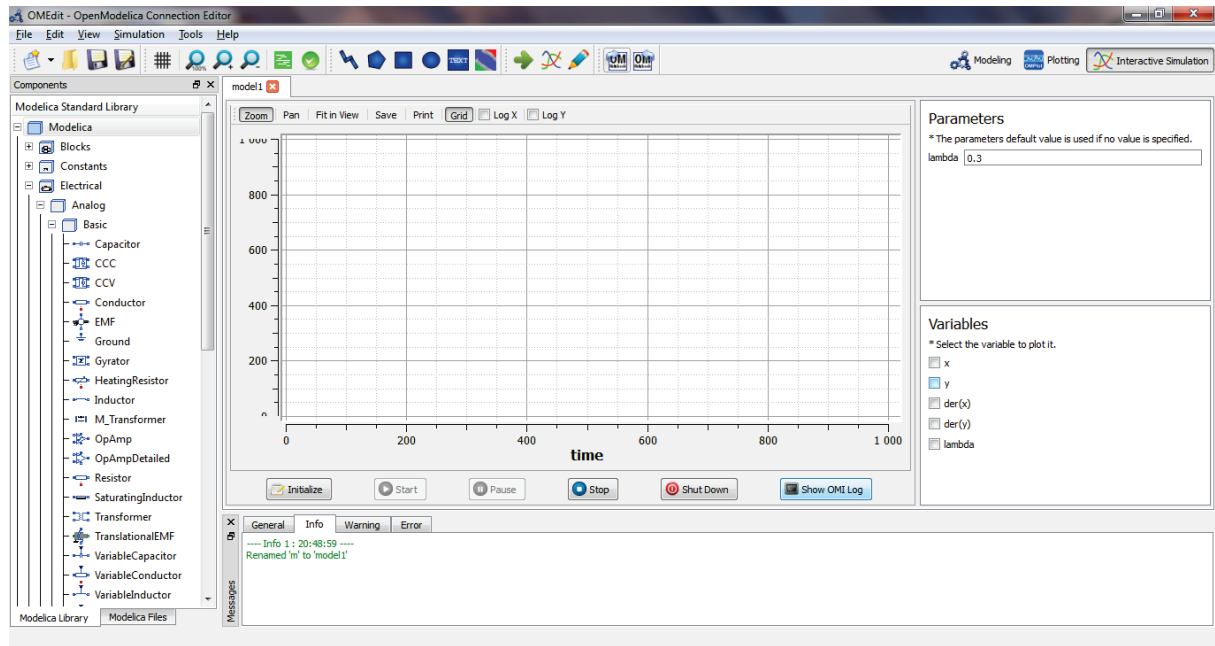 OMEdit - OpenModelica Connection Editor
File Edit View Simulation Tools Help
100%
TEXT
OM
OM
Modeling Plotting Interactive Simulation
Components
Modelica Standard Library
Modelica
Blocks
Constants
Electrical
Analog
Basic
Capacitor
CCC
CCV
Conductor
EMF
Ground
Gyrator
HeatingResistor
Inductor
M_Transformer
OpAmp
OpAmpDetailed
Resistor
SaturatingInductor
Transformer
TranslationalEMF
VariableCapacitor
VariableConductor
VariableInductor
Modelica Library Modelica Files
model1
Zoom Pan Fit in View Save Print Grid Log X Log Y
1 000
800
600
400
200
0
0 200 400 600 800 1 000
time
Initialize Start Pause Stop Shut Down Show OMI Log
Parameters
* The parameters default value is used if no value is specified.
lambda 0.3
Variables
* Select the variable to plot it.
x
y
der(x)
der(y)
lambda
Messages
General Info Warning Error
---- Info 1 : 20:48:59 ----
Renamed 'm' to 'model1'